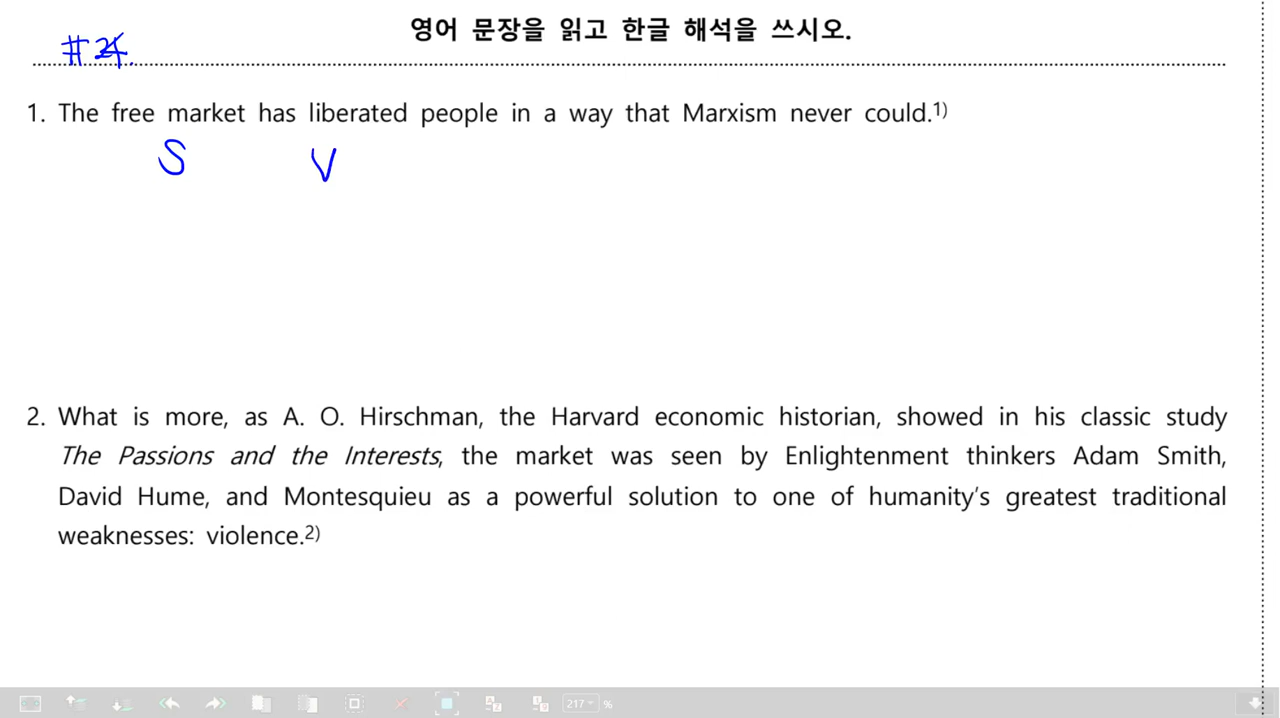 영어 문장을 읽고 한글 해석을 쓰시오.
#24.
1. The free market has liberated people in a way that Marxism never could.1)
S V
2. What is more, as A. O. Hirschman, the Harvard economic historian, showed in his classic study
The Passions and the Interests, the market was seen by Enlightenment thinkers Adam Smith,
David Hume, and Montesquieu as a powerful solution to one of humanity's greatest traditional
weaknesses: violence.2)
217 %